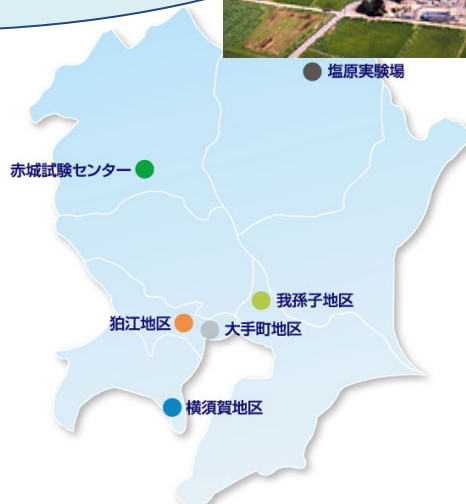 塩原実験場
赤城試験センター
我孫子地区
狛江地区
大手町地区
横須賀地区